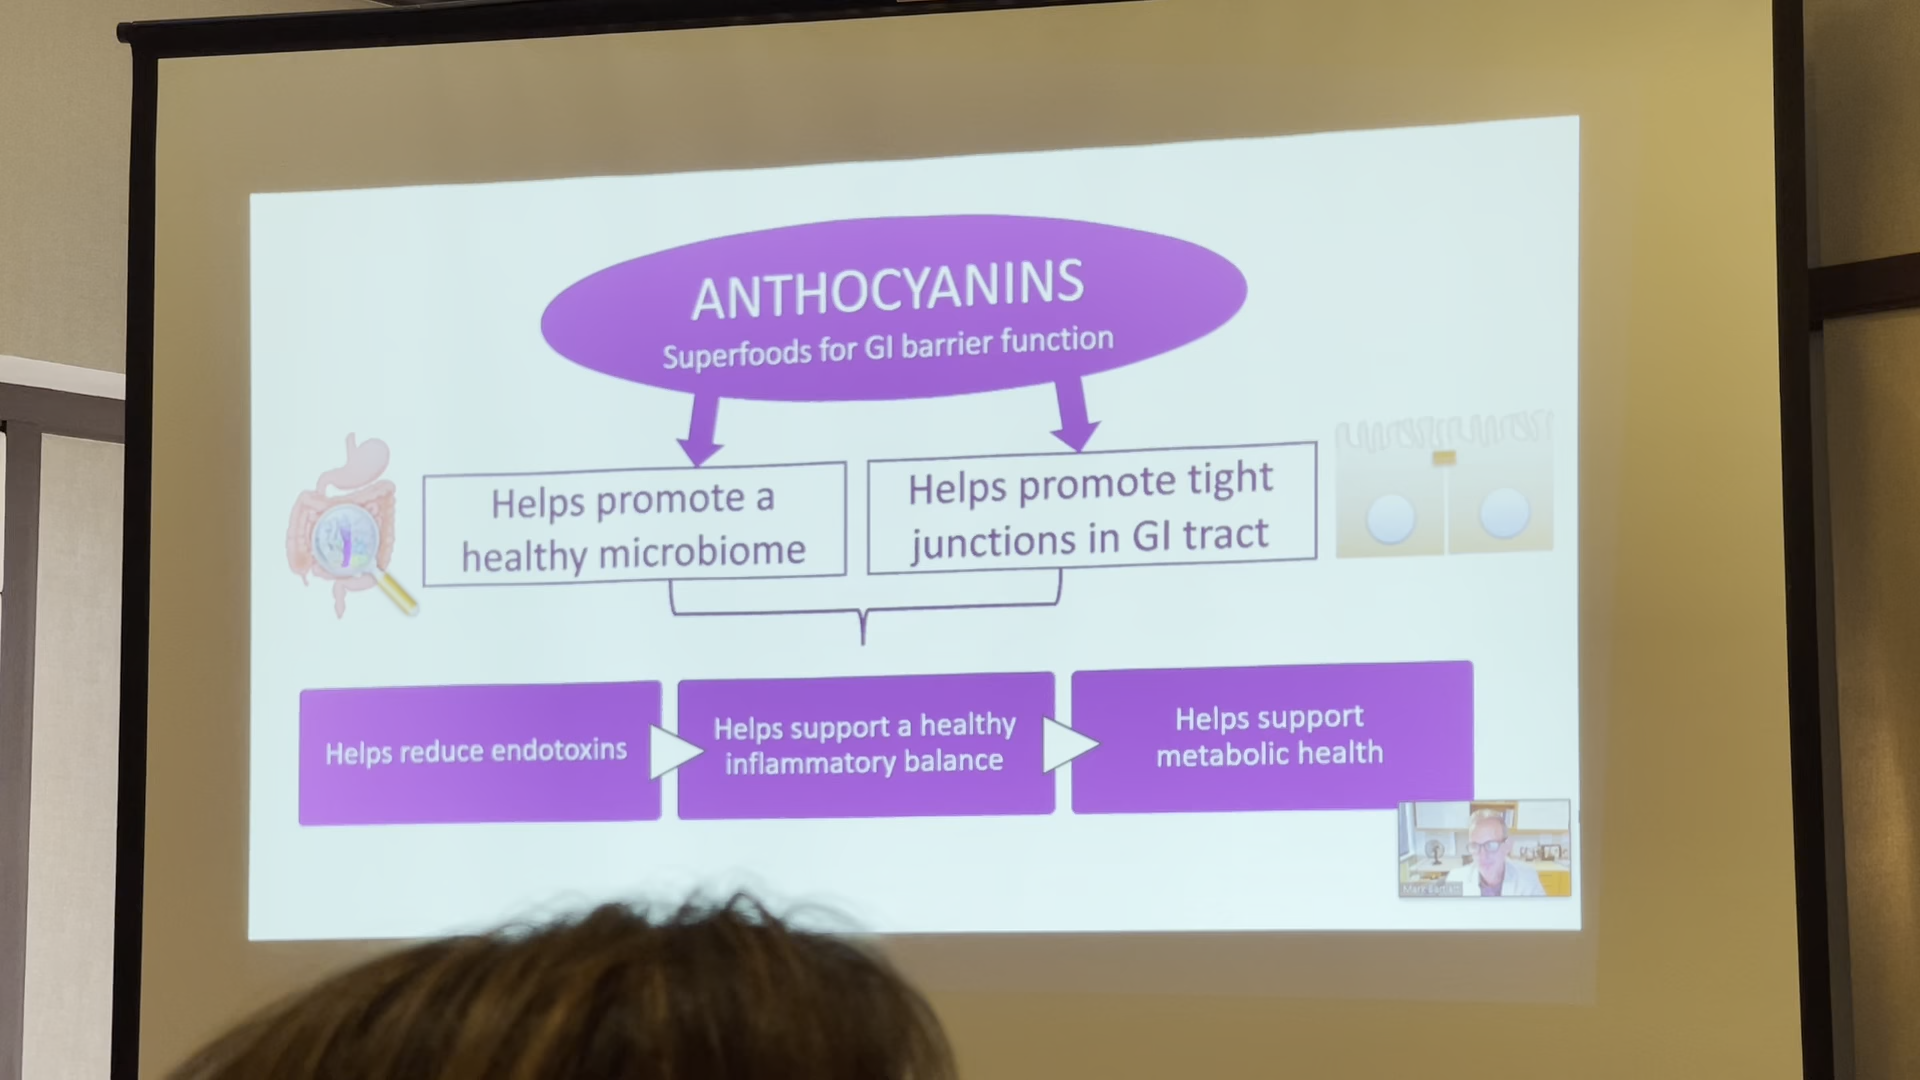 ANTHOCYANINS
Superfoods for GI barrier function
Helps promote a
healthy microbiome
Helps promote tight
junctions in GI tract
Helps reduce endotoxins
Helps support a healthy
inflammatory balance
Helps support
metabolic health
Mark